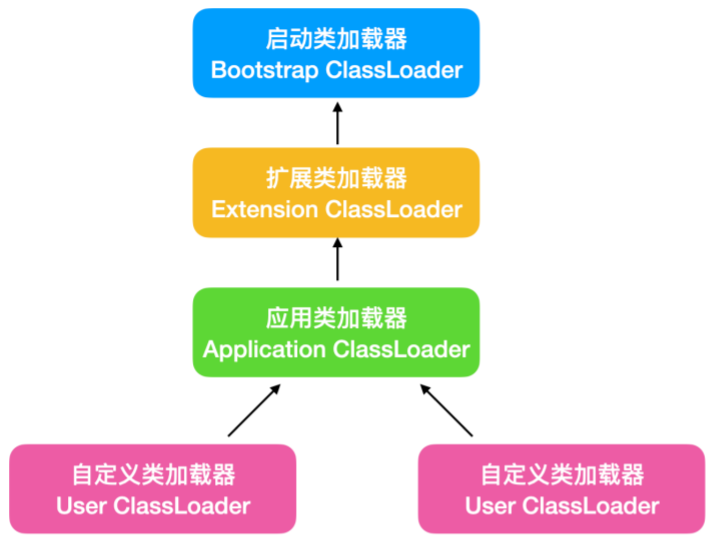 启动类加载器
Bootstrap ClassLoader
扩展类加载器
Extension ClassLoader
应用类加载器
Application ClassLoader
自定义类加载器
User ClassLoader
自定义类加载器
User ClassLoader